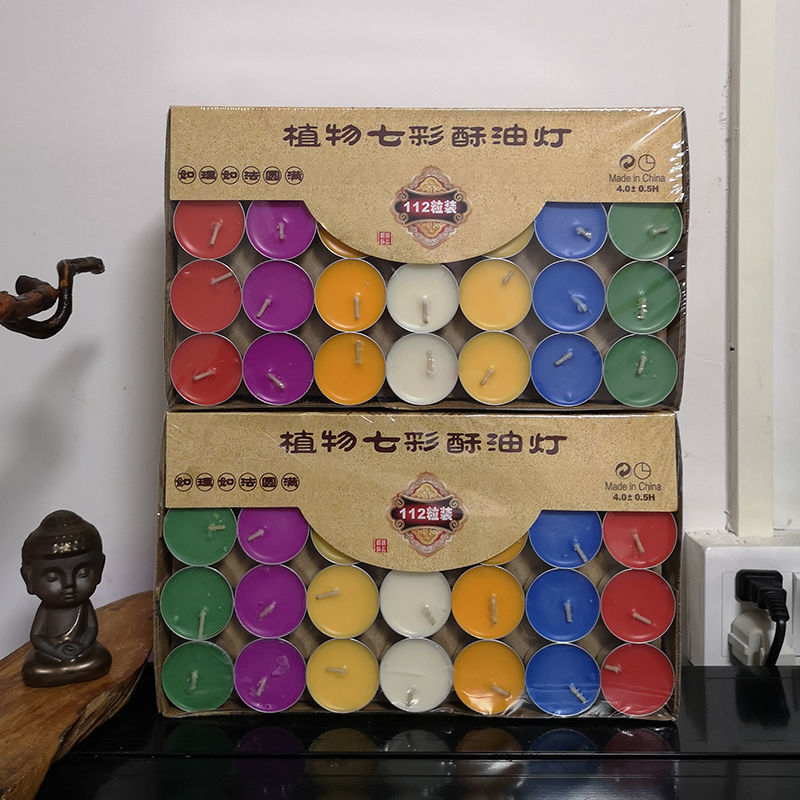 植物七彩酥油灯
如理如法圆满
112粒装
Made in China
4.0±0.5H
植物七彩酥油灯
如理如法圆满
112粒装
Made in China
4.0±0.5H